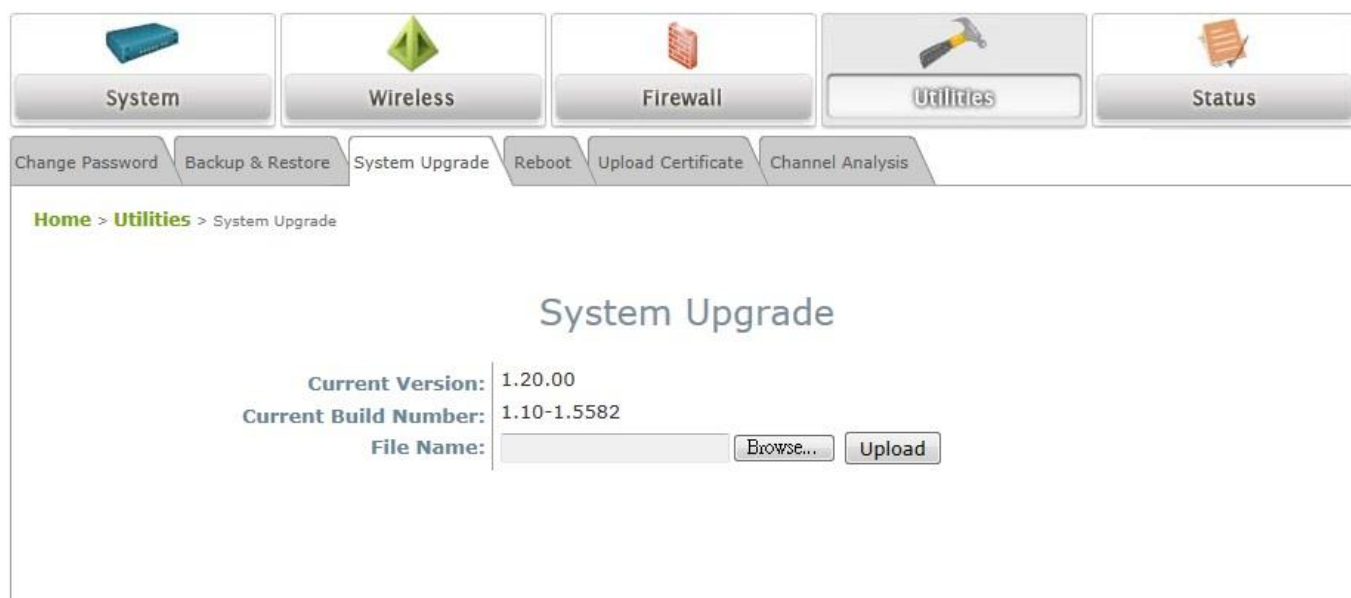 System Wireless Firewall Utilities Status
Change Password Backup & Restore System Upgrade Reboot Upload Certificate Channel Analysis
Home > Utilities > System Upgrade
System Upgrade
Current Version: 1.20.00
Current Build Number: 1.10-1.5582
File Name: Browse... Upload